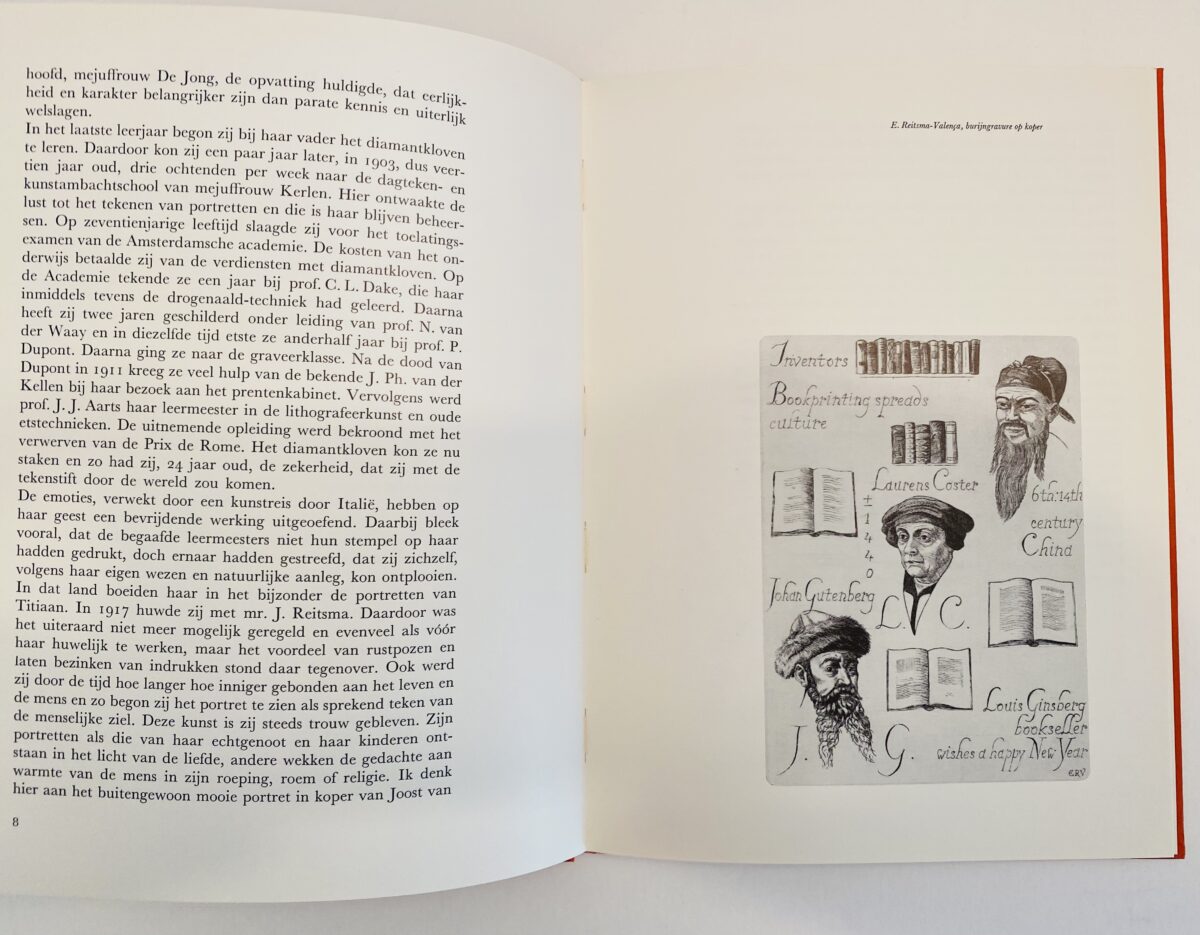 hoofd, mejuffrouw De Jong, de opvatting huldigde, dat eerlijk-
heid en karakter belangrijker zijn dan parate kennis en uiterlijk
welslagen.
In het laatste leerjaar begon zij bij haar vader het diamantkloven
te leren. Daardoor kon zij een paar jaar later, in 1903, dus veer-
tien jaar oud, drie ochtenden per week naar de dagteken- en
kunstambachtschool van mejuffrouw Kerlen. Hier ontwaakte de
lust tot het tekenen van portretten en die is haar blijven beheer-
sen. Op zeventienjarige leeftijd slaagde zij voor het toelatings-
examen van de Amsterdamsche academie. De kosten van het on-
derwijs betaalde zij van de verdiensten met diamantkloven. Op
de Academie tekende ze een jaar bij prof. C. L. Dake, die haar
inmiddels tevens de drogenaald-techniek had geleerd. Daarna
heeft zij twee jaren geschilderd onder leiding van prof. N. van
der Waay en in diezelfde tijd etste ze anderhalf jaar bij prof. P.
Dupont. Daarna ging ze naar de graveerklasse. Na de dood van
Dupont in 1911 kreeg ze veel hulp van de bekende J. Ph. van der
Kellen bij haar bezoek aan het prentenkabinet. Vervolgens werd
prof. J. J. Aarts haar leermeester in de lithografeerkunst en oude
etstechnieken. De uitnemende opleiding werd bekroond met het
verwerven van de Prix de Rome. Het diamantkloven kon ze nu
staken en zo had zij, 24 jaar oud, de zekerheid, dat zij met de
tekenstift door de wereld zou komen.
De emoties, verwekt door een kunstreis door Italië, hebben op
haar geest een bevrijdende werking uitgeoefend. Daarbij bleek
vooral, dat de begaafde leermeesters niet hun stempel op haar
hadden gedrukt, doch ernaar hadden gestreefd, dat zij zichzelf,
volgens haar eigen wezen en natuurlijke aanleg, kon ontplooien.
In dat land boeiden haar in het bijzonder de portretten van
Titiaan. In 1917 huwde zij met mr. J. Reitsma. Daardoor was
het uiteraard niet meer mogelijk geregeld en evenveel als vóór
haar huwelijk te werken, maar het voordeel van rustpozen en
laten bezinken van indrukken stond daar tegenover. Ook werd
zij door de tijd hoe langer hoe inniger gebonden aan het leven en
de mens en zo begon zij het portret te zien als sprekend teken van
de menselijke ziel. Deze kunst is zij steeds trouw gebleven. Zijn
portretten als die van haar echtgenoot en haar kinderen ont-
staan in het licht van de liefde, andere wekken de gedachte aan
warmte van de mens in zijn roeping, roem of religie. Ik denk
hier aan het buitengewoon mooie portret in koper van Joost van
8
E. Reitsma-Valença, burijngravure op koper
Inventors
Bookprinting spreads
culture
Laurens Coster
± 1440
6th:14th
century
China
Johan Gutenberg
L. C.
J. G.
Louis Ginsberg
bookseller
wishes a happy New Year
ERV